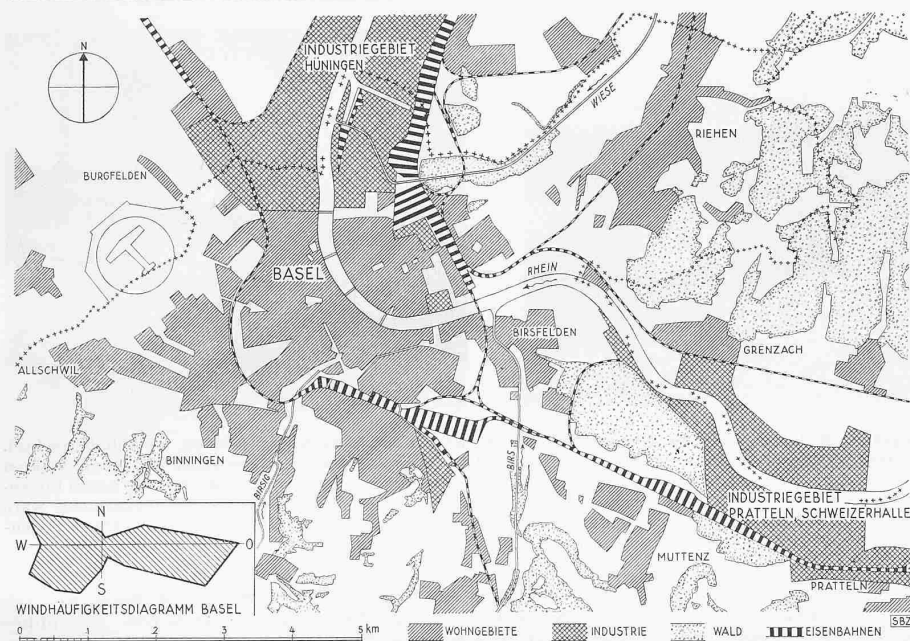 N
INDUSTRIEGEBIET
HÜNINGEN
WIESE
RIEHEN
BURGFELDEN
BASEL
RHEIN
BIRSFELDEN
GRENZACH
ALLSCHWIL
BINNINGEN
BIRSIG
BIRS
INDUSTRIEGEBIET
PRATTELN, SCHWEIZERHALLE
MUTTENZ
PRATTELN
N
W O
S
WINDHÄUFIGKEITSDIAGRAMM BASEL
0 1 2 3 4 5 km
WOHNGEBIETE INDUSTRIE WALD EISENBAHNEN
SBZ